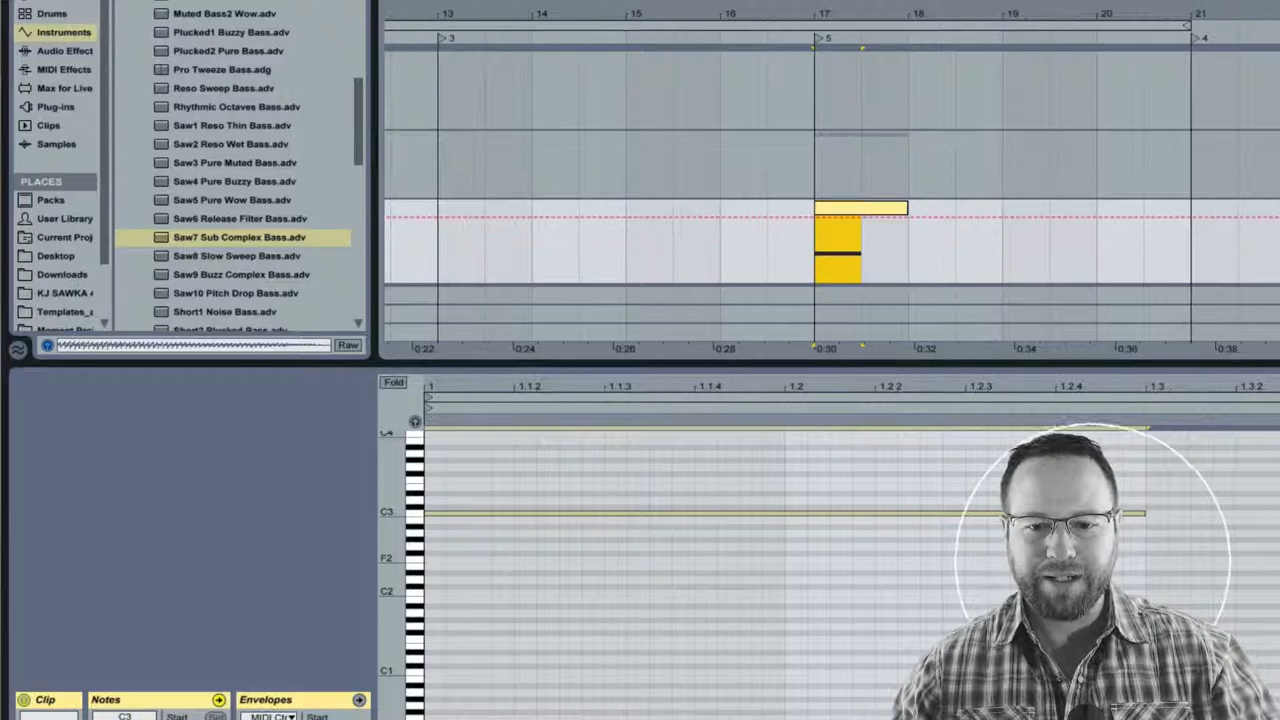 Drums
Instruments
Audio Effect
MIDI Effects
Max for Live
Plug-ins
Clips
Samples
PLACES
Packs
User Library
Current Proj
Desktop
Downloads
KJ SAWKA
Templates_
Muted Bass2 Wow.adv
Plucked1 Buzzy Bass.adv
Plucked2 Pure Bass.adv
Pro Tweeze Bass.adg
Reso Sweep Bass.adv
Rhythmic Octaves Bass.adv
Saw1 Reso Thin Bass.adv
Saw2 Reso Wet Bass.adv
Saw3 Pure Muted Bass.adv
Saw4 Pure Buzzy Bass.adv
Saw5 Pure Wow Bass.adv
Saw6 Release Filter Bass.adv
Saw7 Sub Complex Bass.adv
Saw8 Slow Sweep Bass.adv
Saw9 Buzz Complex Bass.adv
Saw10 Pitch Drop Bass.adv
Short1 Noise Bass.adv
Short2 Plucked Bass.adv
Raw
13 14 15 16 17 18 19 20 21
3 5 4
0:22 0:24 0:26 0:28 0:30 0:32 0:34 0:36 0:38
Fold
1 1.1.2 1.1.3 1.1.4 1.2 1.2.2 1.2.3 1.2.4 1.3 1.3.2
C4
C3
F2
C2
C1
Clip Notes Envelopes
C3 Start Set Start